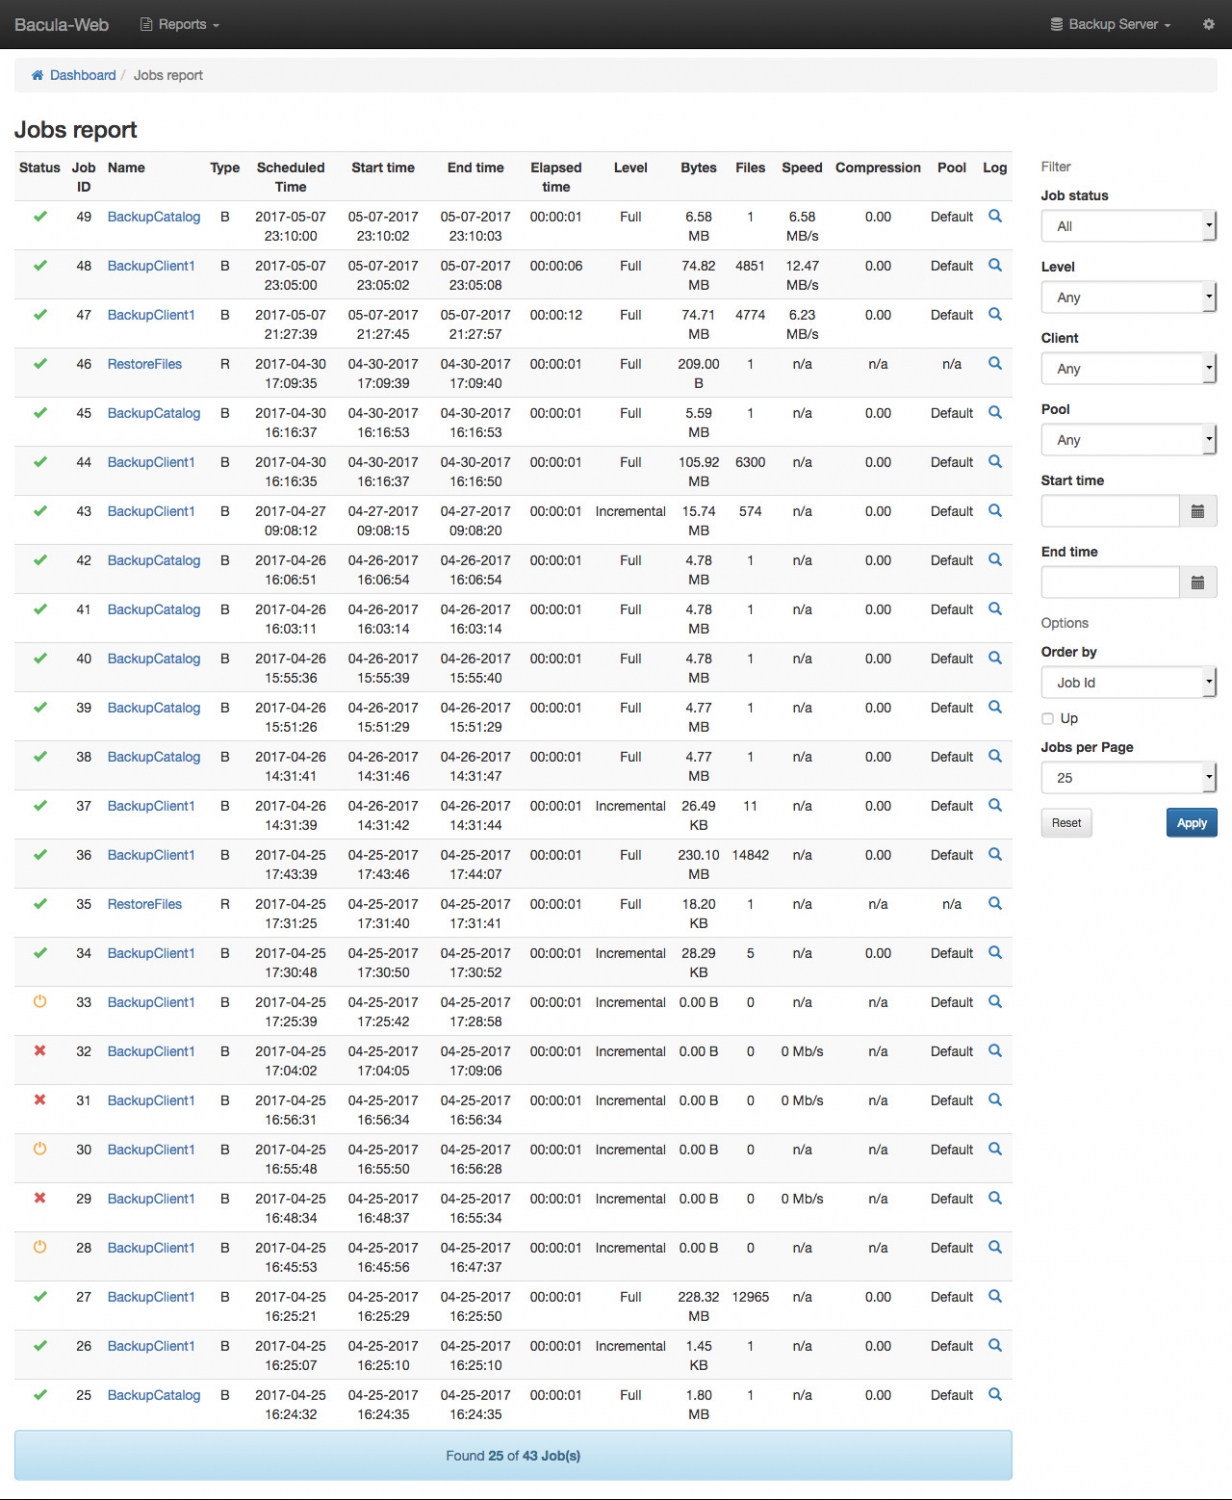 Bacula-Web Reports Backup Server
Dashboard / Jobs report
Jobs report
Status Job ID Name Type Scheduled Time Start time End time Elapsed time Level Bytes Files Speed Compression Pool Log
49 BackupCatalog B 2017-05-07 23:10:00 05-07-2017 23:10:02 05-07-2017 23:10:03 00:00:01 Full 6.58 MB 1 6.58 MB/s 0.00 Default
48 BackupClient1 B 2017-05-07 23:05:00 05-07-2017 23:05:02 05-07-2017 23:05:08 00:00:06 Full 74.82 MB 4851 12.47 MB/s 0.00 Default
47 BackupClient1 B 2017-05-07 21:27:39 05-07-2017 21:27:45 05-07-2017 21:27:57 00:00:12 Full 74.71 MB 4774 6.23 MB/s 0.00 Default
46 RestoreFiles R 2017-04-30 17:09:35 04-30-2017 17:09:39 04-30-2017 17:09:40 00:00:01 Full 209.00 B 1 n/a n/a n/a
45 BackupCatalog B 2017-04-30 16:16:37 04-30-2017 16:16:53 04-30-2017 16:16:53 00:00:01 Full 5.59 MB 1 n/a 0.00 Default
44 BackupClient1 B 2017-04-30 16:16:35 04-30-2017 16:16:37 04-30-2017 16:16:50 00:00:01 Full 105.92 MB 6300 n/a 0.00 Default
43 BackupClient1 B 2017-04-27 09:08:12 04-27-2017 09:08:15 04-27-2017 09:08:20 00:00:01 Incremental 15.74 MB 574 n/a 0.00 Default
42 BackupCatalog B 2017-04-26 16:06:51 04-26-2017 16:06:54 04-26-2017 16:06:54 00:00:01 Full 4.78 MB 1 n/a 0.00 Default
41 BackupCatalog B 2017-04-26 16:03:11 04-26-2017 16:03:14 04-26-2017 16:03:14 00:00:01 Full 4.78 MB 1 n/a 0.00 Default
40 BackupCatalog B 2017-04-26 15:55:36 04-26-2017 15:55:39 04-26-2017 15:55:40 00:00:01 Full 4.78 MB 1 n/a 0.00 Default
39 BackupCatalog B 2017-04-26 15:51:26 04-26-2017 15:51:29 04-26-2017 15:51:29 00:00:01 Full 4.77 MB 1 n/a 0.00 Default
38 BackupCatalog B 2017-04-26 14:31:41 04-26-2017 14:31:46 04-26-2017 14:31:47 00:00:01 Full 4.77 MB 1 n/a 0.00 Default
37 BackupClient1 B 2017-04-26 14:31:39 04-26-2017 14:31:42 04-26-2017 14:31:44 00:00:01 Incremental 26.49 KB 11 n/a 0.00 Default
36 BackupClient1 B 2017-04-25 17:43:39 04-25-2017 17:43:46 04-25-2017 17:44:07 00:00:01 Full 230.10 MB 14842 n/a 0.00 Default
35 RestoreFiles R 2017-04-25 17:31:25 04-25-2017 17:31:40 04-25-2017 17:31:41 00:00:01 Full 18.20 KB 1 n/a n/a n/a
34 BackupClient1 B 2017-04-25 17:30:48 04-25-2017 17:30:50 04-25-2017 17:30:52 00:00:01 Incremental 28.29 KB 5 n/a 0.00 Default
33 BackupClient1 B 2017-04-25 17:25:39 04-25-2017 17:25:42 04-25-2017 17:28:58 00:00:01 Incremental 0.00 B 0 n/a n/a Default
32 BackupClient1 B 2017-04-25 17:04:02 04-25-2017 17:04:05 04-25-2017 17:09:06 00:00:01 Incremental 0.00 B 0 0 Mb/s n/a Default
31 BackupClient1 B 2017-04-25 16:56:31 04-25-2017 16:56:34 04-25-2017 16:56:34 00:00:01 Incremental 0.00 B 0 0 Mb/s n/a Default
30 BackupClient1 B 2017-04-25 16:55:48 04-25-2017 16:55:50 04-25-2017 16:56:28 00:00:01 Incremental 0.00 B 0 n/a n/a Default
29 BackupClient1 B 2017-04-25 16:48:34 04-25-2017 16:48:37 04-25-2017 16:55:34 00:00:01 Incremental 0.00 B 0 0 Mb/s n/a Default
28 BackupClient1 B 2017-04-25 16:45:53 04-25-2017 16:45:56 04-25-2017 16:47:37 00:00:01 Incremental 0.00 B 0 n/a n/a Default
27 BackupClient1 B 2017-04-25 16:25:21 04-25-2017 16:25:29 04-25-2017 16:25:50 00:00:01 Full 228.32 MB 12965 n/a 0.00 Default
26 BackupClient1 B 2017-04-25 16:25:07 04-25-2017 16:25:10 04-25-2017 16:25:10 00:00:01 Incremental 1.45 KB 1 n/a 0.00 Default
25 BackupCatalog B 2017-04-25 16:24:32 04-25-2017 16:24:35 04-25-2017 16:24:35 00:00:01 Full 1.80 MB 1 n/a 0.00 Default
Found 25 of 43 Job(s)
Filter
Job status
All
Level
Any
Client
Any
Pool
Any
Start time
End time
Options
Order by
Job Id
Up
Jobs per Page
25
Reset Apply